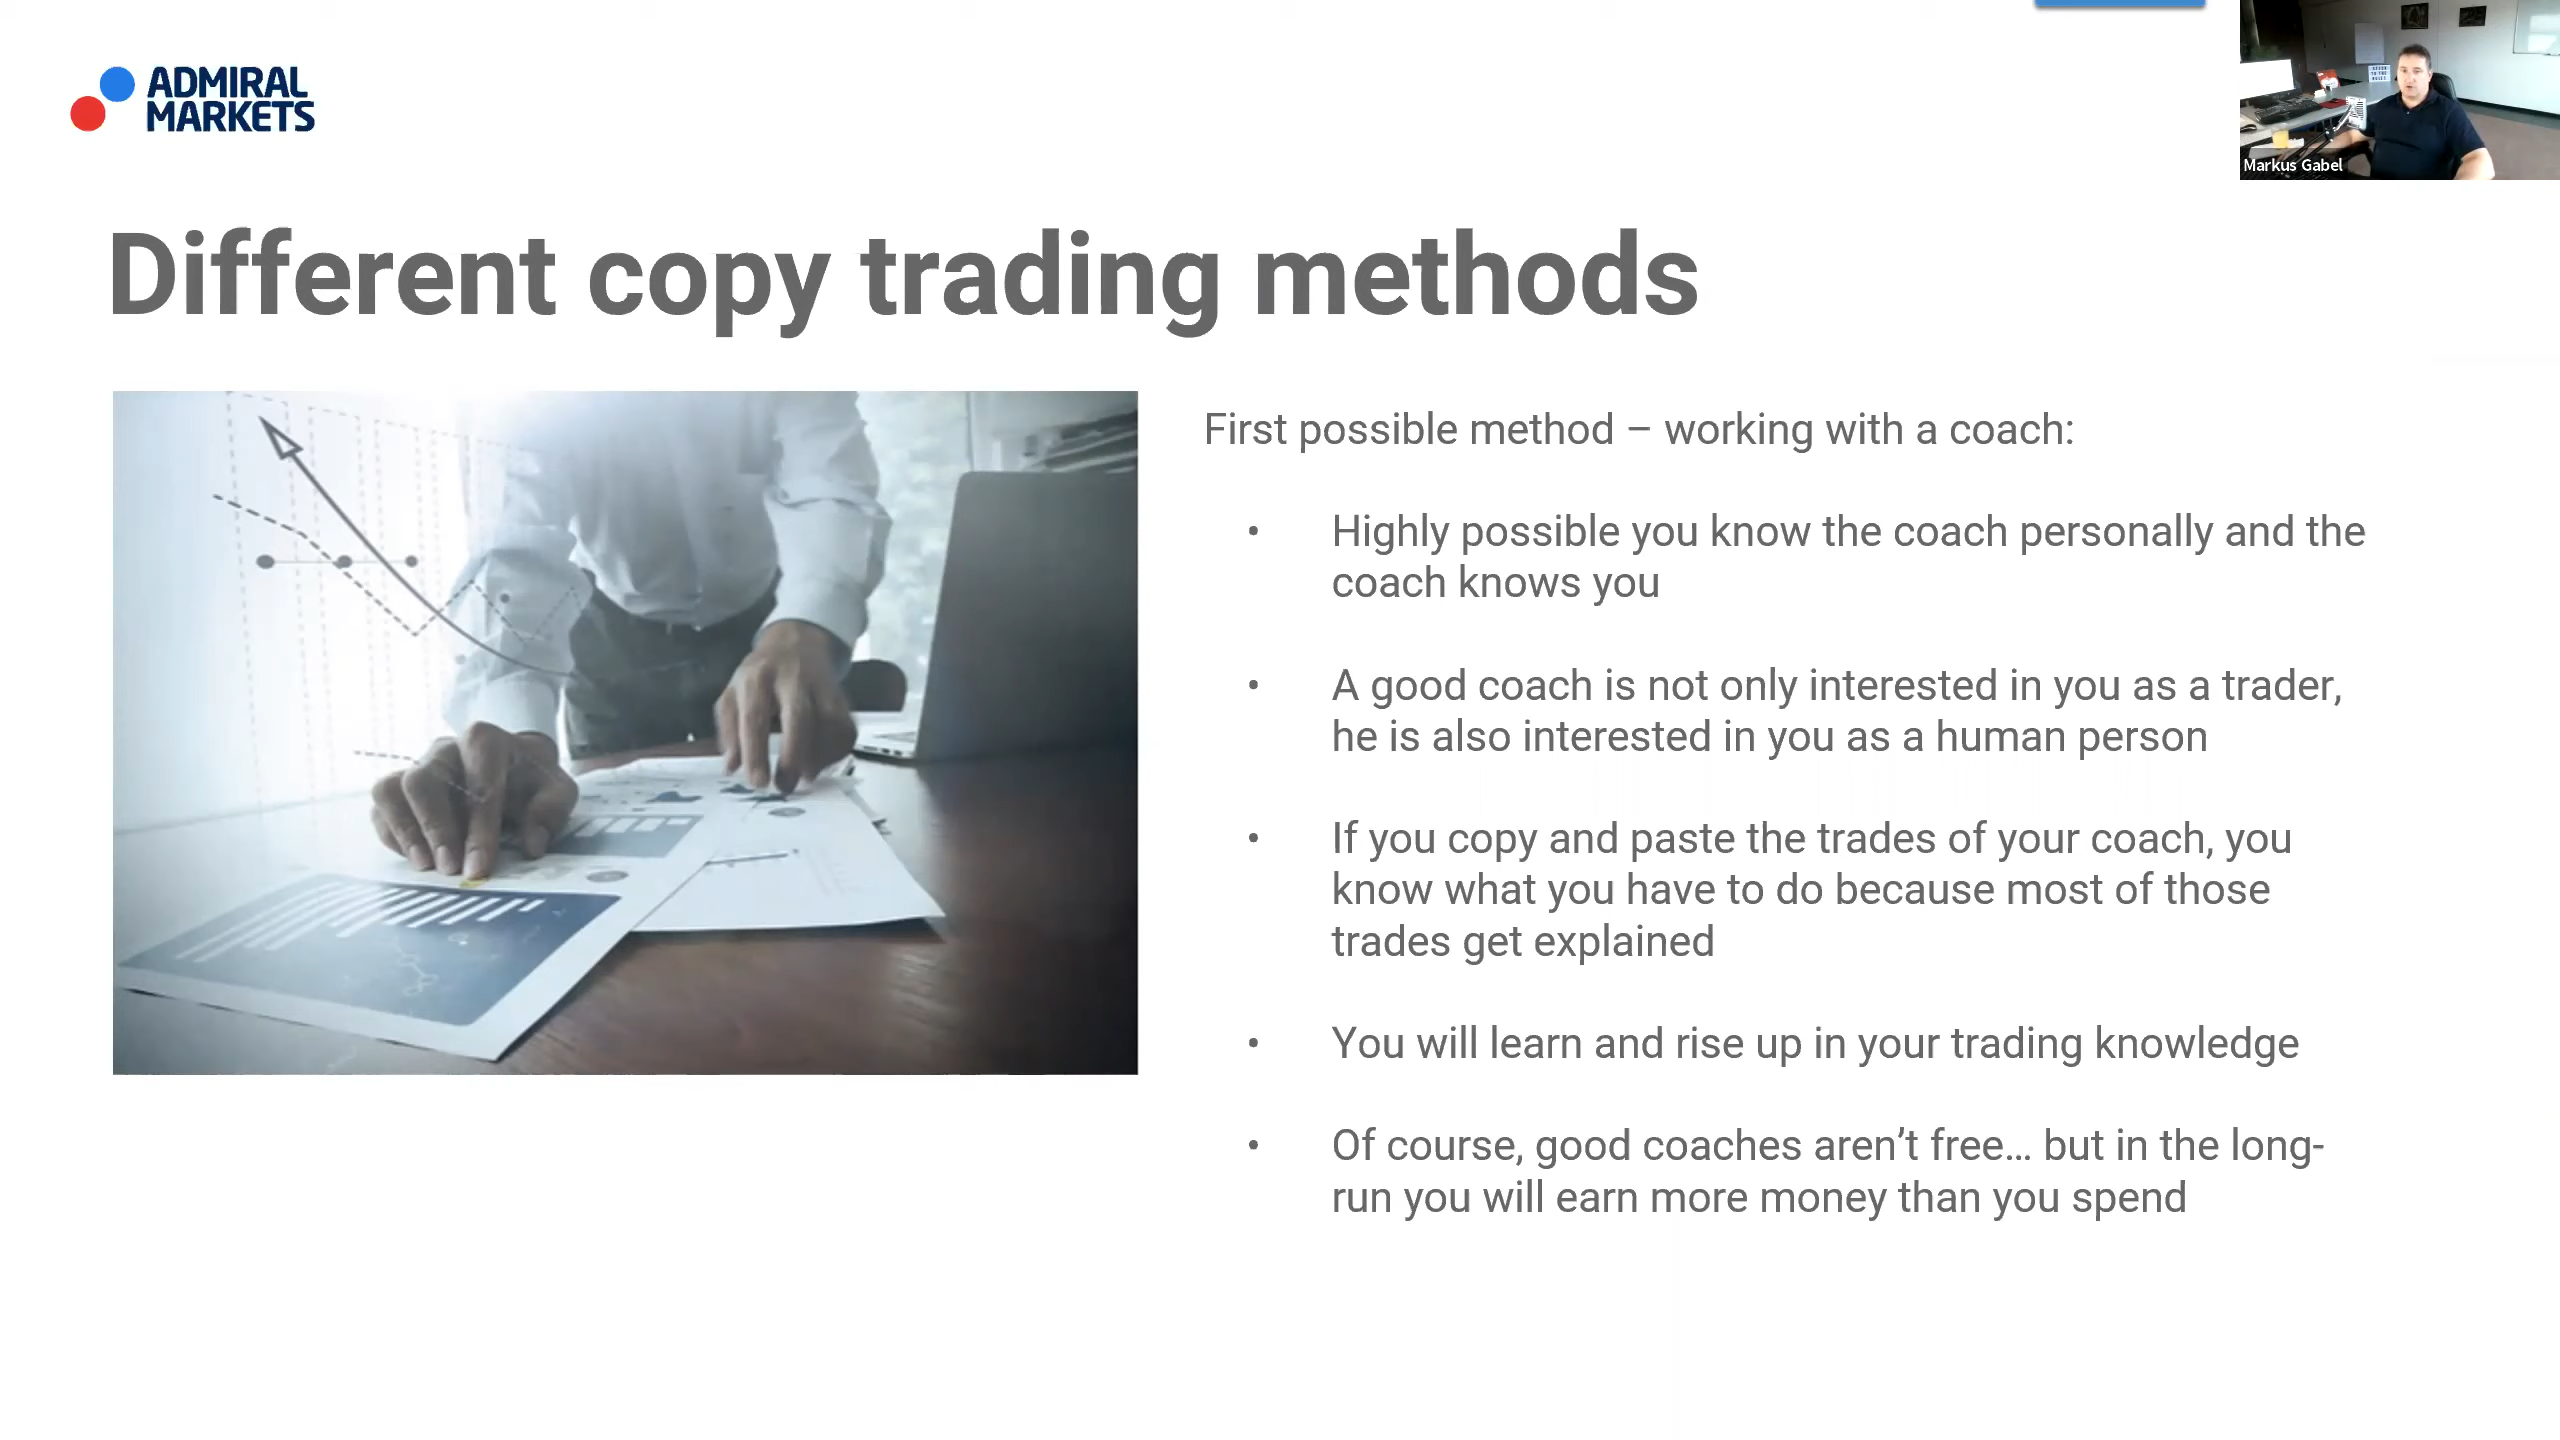 ADMIRAL
MARKETS
Markus Gabel
Different copy trading methods
First possible method – working with a coach:
• Highly possible you know the coach personally and the
coach knows you
• A good coach is not only interested in you as a trader,
he is also interested in you as a human person
• If you copy and paste the trades of your coach, you
know what you have to do because most of those
trades get explained
• You will learn and rise up in your trading knowledge
• Of course, good coaches aren’t free… but in the long-
run you will earn more money than you spend